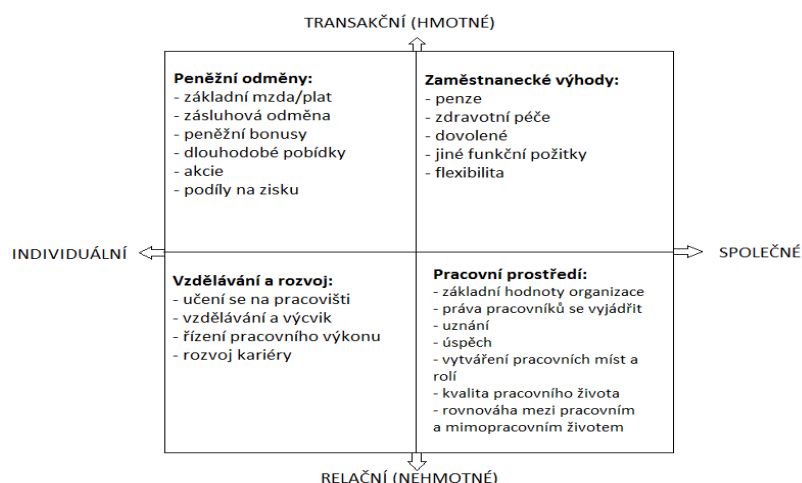 TRANSAKČNÍ (HMOTNÉ)
Peněžní odměny:
- základní mzda/plat
- zásluhová odměna
- peněžní bonusy
- dlouhodobé pobídky
- akcie
- podíly na zisku
Zaměstnanecké výhody:
- penze
- zdravotní péče
- dovolené
- jiné funkční požitky
- flexibilita
INDIVIDUÁLNÍ
SPOLEČNÉ
Vzdělávání a rozvoj:
- učení se na pracovišti
- vzdělávání a výcvik
- řízení pracovního výkonu
- rozvoj kariéry
Pracovní prostředí:
- základní hodnoty organizace
- práva pracovníků se vyjádřit
- uznání
- úspěch
- vytváření pracovních míst a
rolí
- kvalita pracovního života
- rovnováha mezi pracovním
a mimopracovním životem
RELAČNÍ (NEHMOTNÉ)